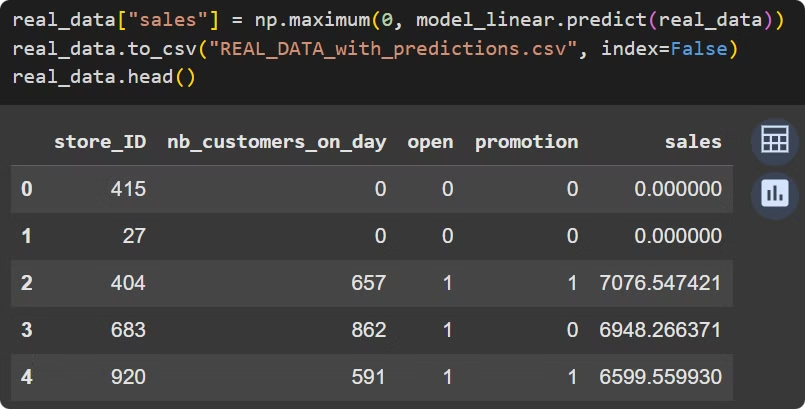 real_data["sales"] = np.maximum(0, model_linear.predict(real_data))
real_data.to_csv("REAL_DATA_with_predictions.csv", index=False)
real_data.head()
store_ID nb_customers_on_day open promotion sales
0 415 0 0 0 0.000000
1 27 0 0 0 0.000000
2 404 657 1 1 7076.547421
3 683 862 1 0 6948.266371
4 920 591 1 1 6599.559930